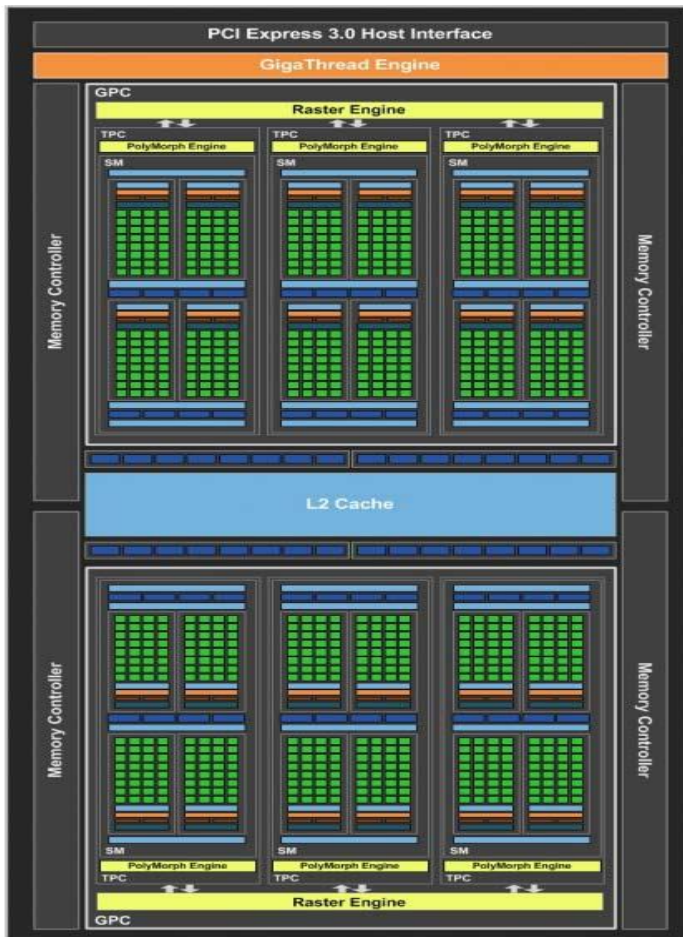 PCI Express 3.0 Host Interface
GigaThread Engine
GPC
Raster Engine
TPC
TPC
TPC
PolyMorph Engine
PolyMorph Engine
PolyMorph Engine
SM
SM
SM
Memory Controller
Memory Controller
L2 Cache
Memory Controller
Memory Controller
SM
SM
SM
PolyMorph Engine
PolyMorph Engine
PolyMorph Engine
TPC
TPC
TPC
Raster Engine
GPC